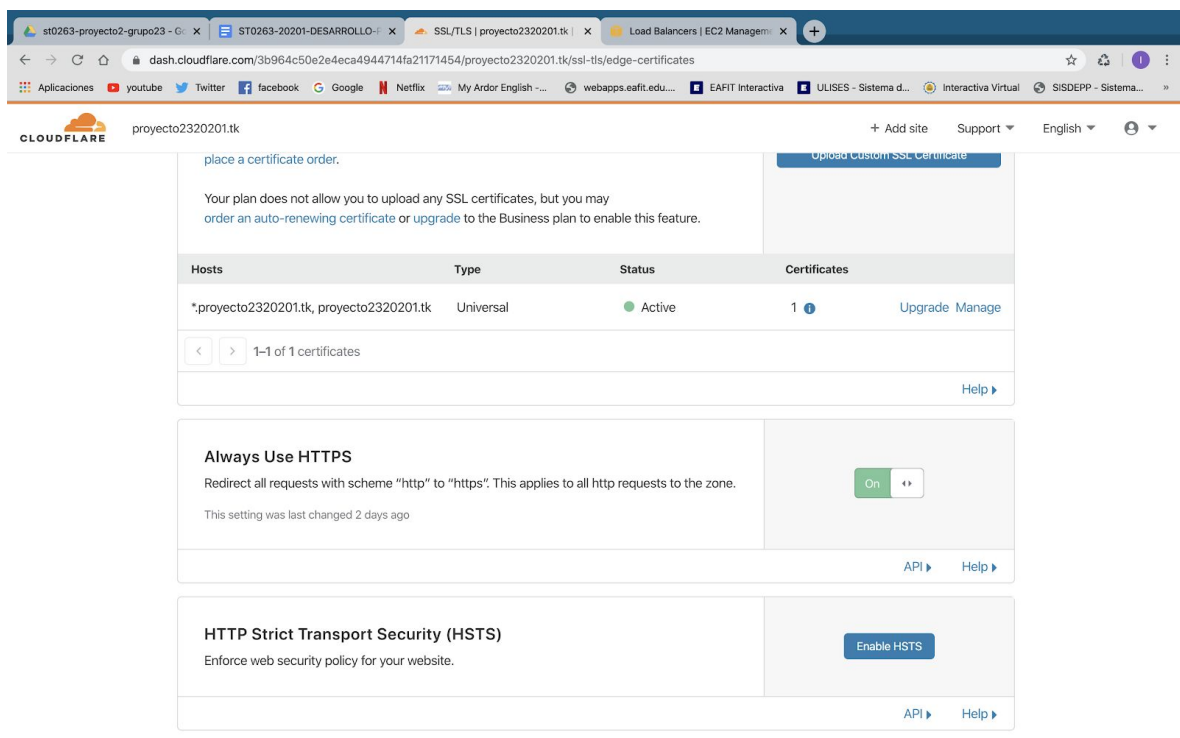 st0263-proyecto2-grupo23 - Go
ST0263-20201-DESARROLLO-P
SSL/TLS | proyecto2320201.tk |
Load Balancers | EC2 Manageme
dash.cloudflare.com/3b964c50e2e4eca4944714fa21171454/proyecto2320201.tk/ssl-tls/edge-certificates
I
Aplicaciones youtube Twitter facebook Google Netflix My Ardor English -... webapps.eafit.edu.... EAFIT Interactiva ULISES - Sistema d... Interactiva Virtual SISDEPP - Sistema... »
CLOUDFLARE proyecto2320201.tk + Add site Support English
place a certificate order.
Upload Custom SSL Certificate
Your plan does not allow you to upload any SSL certificates, but you may
order an auto-renewing certificate or upgrade to the Business plan to enable this feature.
Hosts Type Status Certificates
*.proyecto2320201.tk, proyecto2320201.tk Universal Active 1 Upgrade Manage
1–1 of 1 certificates
Help
Always Use HTTPS
Redirect all requests with scheme “http” to “https”. This applies to all http requests to the zone.
On
This setting was last changed 2 days ago
API Help
HTTP Strict Transport Security (HSTS)
Enforce web security policy for your website.
Enable HSTS
API Help